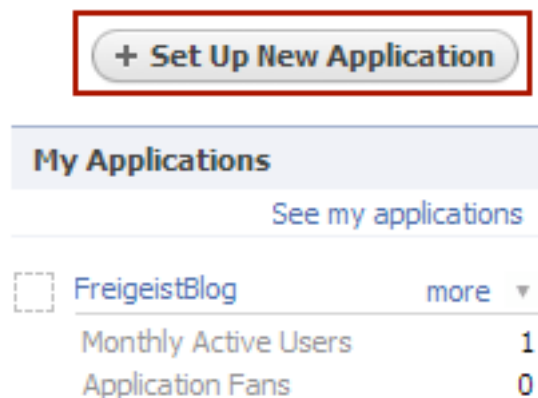 + Set Up New Application
My Applications
See my applications
FreigeistBlog more ▼
Monthly Active Users 1
Application Fans 0